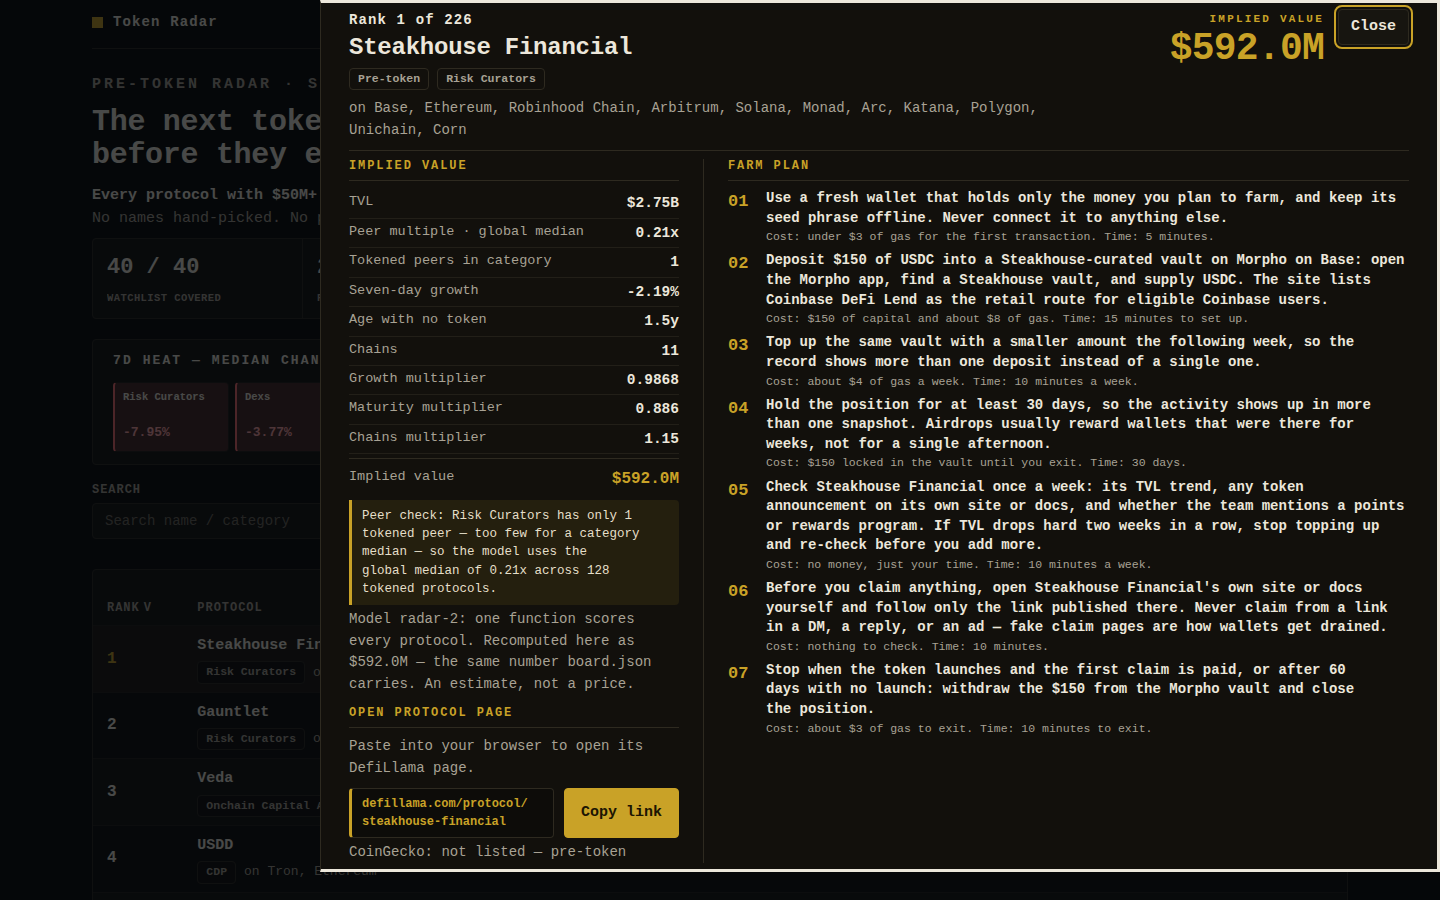 Token Radar
PRE-TOKEN RADAR · S
The next toke
before they e
Every protocol with $50M+
No names hand-picked. No
40 / 40
WATCHLIST COVERED
7D HEAT — MEDIAN CHAN
Risk Curators
-7.95%
Dexs
-3.77%
SEARCH
Search name / category
RANK V
PROTOCOL
1
Steakhouse Fin
Risk Curators
2
Gauntlet
Risk Curators
3
Veda
Onchain Capital A
4
USDD
CDP on Tron, Ethereum
Rank 1 of 226
Steakhouse Financial
Pre-token
Risk Curators
on Base, Ethereum, Robinhood Chain, Arbitrum, Solana, Monad, Arc, Katana, Polygon,
Unichain, Corn
IMPLIED VALUE
$592.0M
Close
IMPLIED VALUE
TVL $2.75B
Peer multiple · global median 0.21x
Tokened peers in category 1
Seven-day growth -2.19%
Age with no token 1.5y
Chains 11
Growth multiplier 0.9868
Maturity multiplier 0.886
Chains multiplier 1.15
Implied value $592.0M
Peer check: Risk Curators has only 1
tokened peer — too few for a category
median — so the model uses the
global median of 0.21x across 128
tokened protocols.
Model radar-2: one function scores
every protocol. Recomputed here as
$592.0M — the same number board.json
carries. An estimate, not a price.
OPEN PROTOCOL PAGE
Paste into your browser to open its
DefiLlama page.
defillama.com/protocol/
steakhouse-financial
Copy link
CoinGecko: not listed — pre-token
FARM PLAN
01
Use a fresh wallet that holds only the money you plan to farm, and keep its
seed phrase offline. Never connect it to anything else.
Cost: under $3 of gas for the first transaction. Time: 5 minutes.
02
Deposit $150 of USDC into a Steakhouse-curated vault on Morpho on Base: open
the Morpho app, find a Steakhouse vault, and supply USDC. The site lists
Coinbase DeFi Lend as the retail route for eligible Coinbase users.
Cost: $150 of capital and about $8 of gas. Time: 15 minutes to set up.
03
Top up the same vault with a smaller amount the following week, so the
record shows more than one deposit instead of a single one.
Cost: about $4 of gas a week. Time: 10 minutes a week.
04
Hold the position for at least 30 days, so the activity shows up in more
than one snapshot. Airdrops usually reward wallets that were there for
weeks, not for a single afternoon.
Cost: $150 locked in the vault until you exit. Time: 30 days.
05
Check Steakhouse Financial once a week: its TVL trend, any token
announcement on its own site or docs, and whether the team mentions a points
or rewards program. If TVL drops hard two weeks in a row, stop topping up
and re-check before you add more.
Cost: no money, just your time. Time: 10 minutes a week.
06
Before you claim anything, open Steakhouse Financial's own site or docs
yourself and follow only the link published there. Never claim from a link
in a DM, a reply, or an ad — fake claim pages are how wallets get drained.
Cost: nothing to check. Time: 10 minutes.
07
Stop when the token launches and the first claim is paid, or after 60
days with no launch: withdraw the $150 from the Morpho vault and close
the position.
Cost: about $3 of gas to exit. Time: 10 minutes to exit.